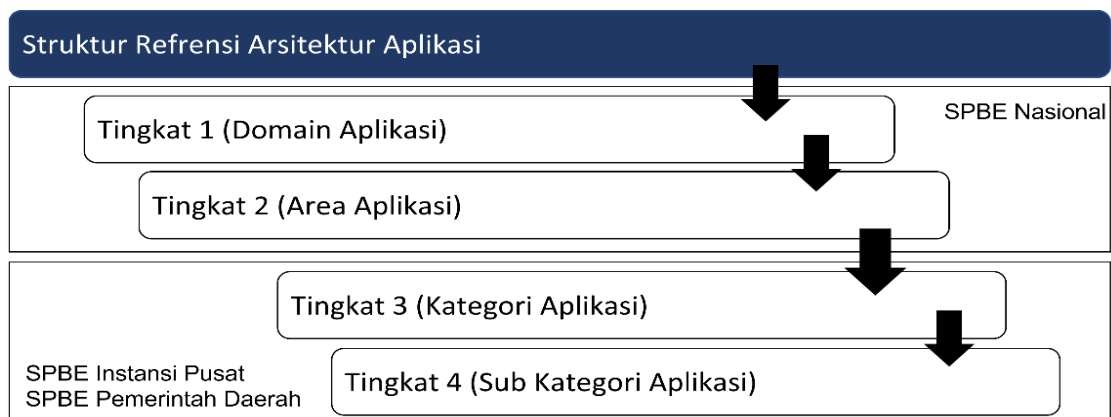 Struktur Refrensi Arsitektur Aplikasi
SPBE Nasional
Tingkat 1 (Domain Aplikasi)
Tingkat 2 (Area Aplikasi)
Tingkat 3 (Kategori Aplikasi)
SPBE Instansi Pusat
SPBE Pemerintah Daerah
Tingkat 4 (Sub Kategori Aplikasi)